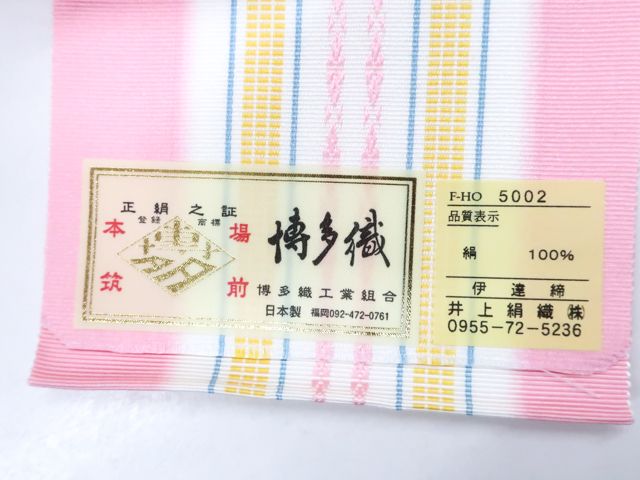 正絹之証
登録 商標
本場
筑前
博多織
博多織工業組合
日本製 福岡092-472-0761
F-HO 5002
品質表示
絹 100%
伊達締
井上絹織㈱
0955-72-5236